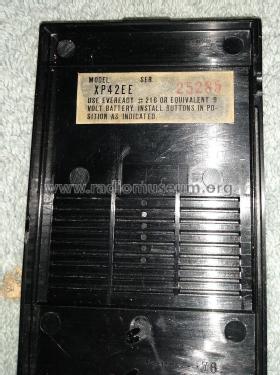 MODEL SER.
XP42EE 25285
USE EVEREADY #216 OR EQUIVALENT 9
VOLT BATTERY. INSTALL BUTTONS IN PO-
SITION AS INDICATED.
www.radiomuseum.org